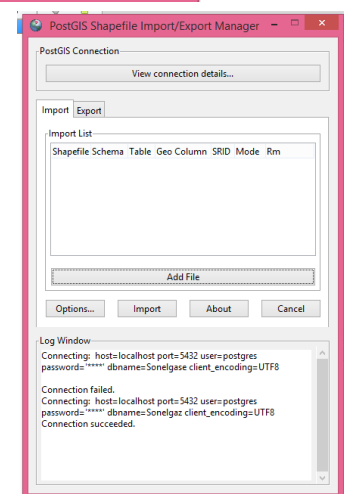 PostGIS Shapefile Import/Export Manager
PostGIS Connection
View connection details...
Import Export
Import List
Shapefile Schema Table Geo Column SRID Mode Rm
Add File
Options... Import About Cancel
Log Window
Connecting: host=localhost port=5432 user=postgres
password='****' dbname=Sonelgase client_encoding=UTF8
Connection failed.
Connecting: host=localhost port=5432 user=postgres
password='****' dbname=Sonelgaz client_encoding=UTF8
Connection succeeded.